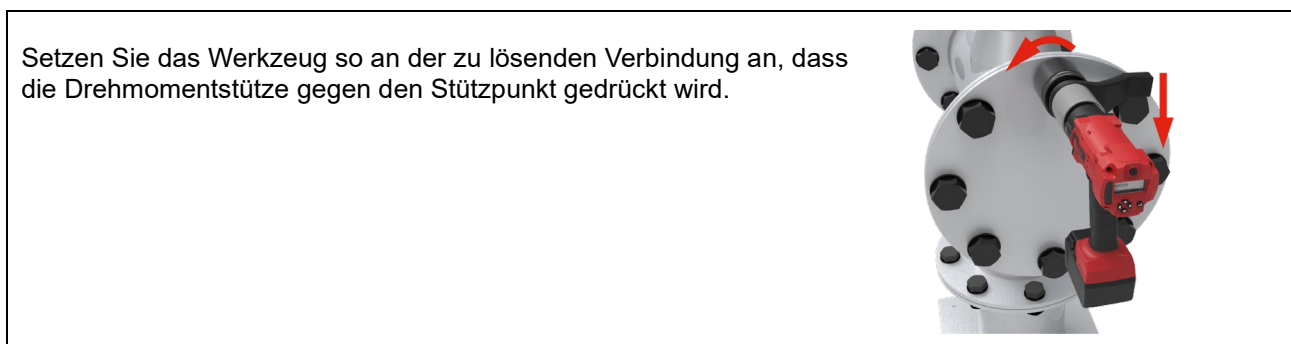 Setzen Sie das Werkzeug so an der zu lösenden Verbindung an, dass
die Drehmomentstütze gegen den Stützpunkt gedrückt wird.